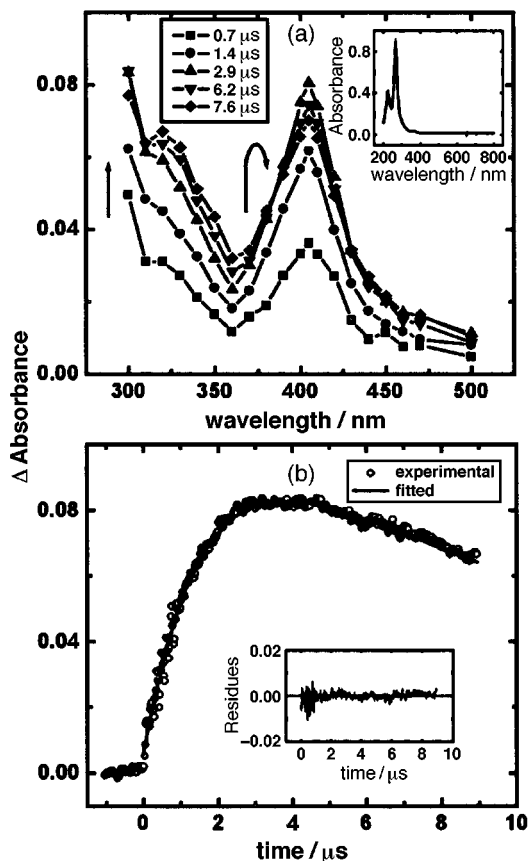 (a)
0.7 μS
1.4 μS
2.9 μS
6.2 μS
7.6 μS
0.8
0.4
0.0
Absorbance
200 400 600 800
wavelength / nm
0.08
0.04
0.00
300 350 400 450 500
wavelength / nm
Δ Absorbance
(b)
experimental
fitted
0.08
0.04
0.00
0.02
0.00
−0.02
Residues
0 2 4 6 8 10
time / μs
0 2 4 6 8 10
time / μs